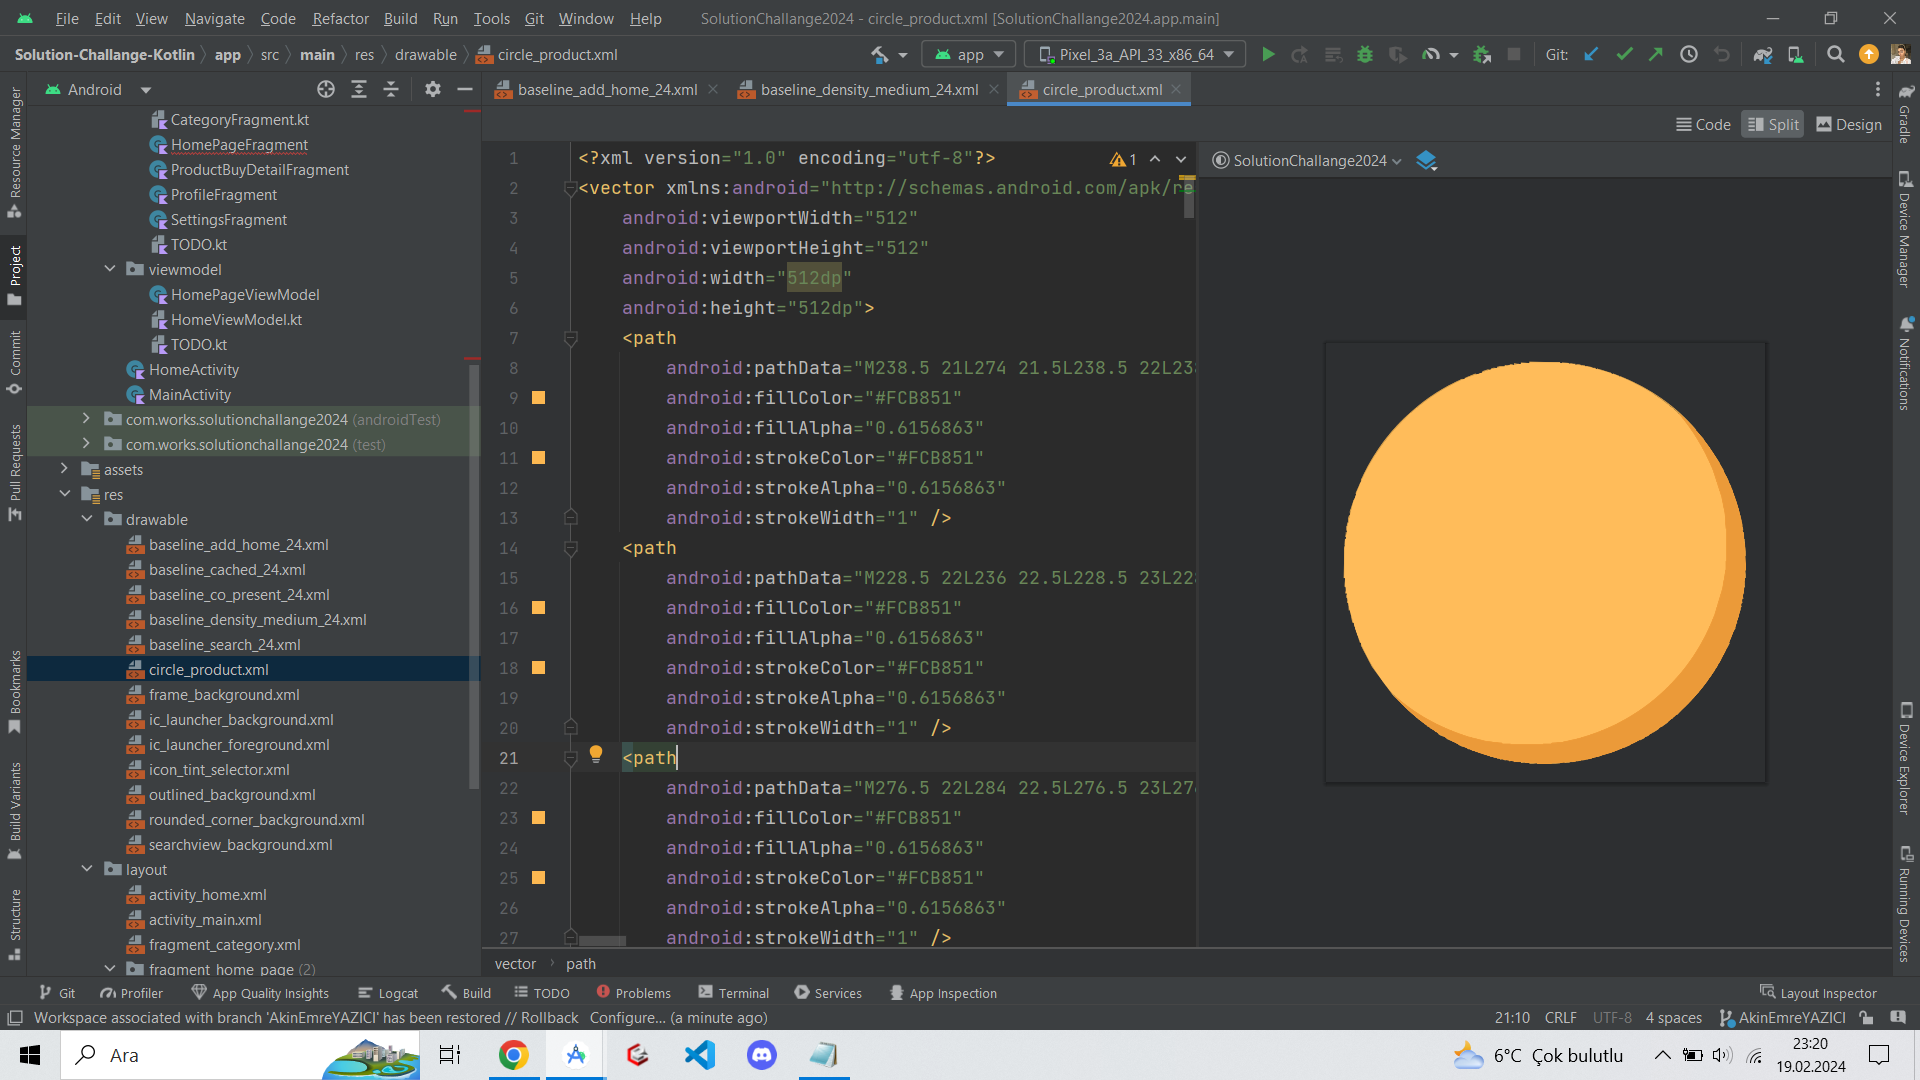 File Edit View Navigate Code Refactor Build Run Tools Git Window Help SolutionChallange2024 - circle_product.xml [SolutionChallange2024.app.main]
Solution-Challange-Kotlin app src main res drawable circle_product.xml app Pixel_3a_API_33_x86_64 Git:
Android
baseline_add_home_24.xml baseline_density_medium_24.xml circle_product.xml
Code Split Design
Resource Manager
Project
Commit
Pull Requests
Bookmarks
Build Variants
Structure
CategoryFragment.kt
HomePageFragment
ProductBuyDetailFragment
ProfileFragment
SettingsFragment
TODO.kt
viewmodel
HomePageViewModel
HomeViewModel.kt
TODO.kt
HomeActivity
MainActivity
com.works.solutionchallange2024 (androidTest)
com.works.solutionchallange2024 (test)
assets
res
drawable
baseline_add_home_24.xml
baseline_cached_24.xml
baseline_co_present_24.xml
baseline_density_medium_24.xml
baseline_search_24.xml
circle_product.xml
frame_background.xml
ic_launcher_background.xml
ic_launcher_foreground.xml
icon_tint_selector.xml
outlined_background.xml
rounded_corner_background.xml
searchview_background.xml
layout
activity_home.xml
activity_main.xml
fragment_category.xml
fragment_home_page (2)
1 <?xml version="1.0" encoding="utf-8"?> 1
2 <vector xmlns:android="http://schemas.android.com/apk/re
3 android:viewportWidth="512"
4 android:viewportHeight="512"
5 android:width="512dp"
6 android:height="512dp">
7 <path
8 android:pathData="M238.5 21L274 21.5L238.5 22L238
9 android:fillColor="#FCB851"
10 android:fillAlpha="0.6156863"
11 android:strokeColor="#FCB851"
12 android:strokeAlpha="0.6156863"
13 android:strokeWidth="1" />
14 <path
15 android:pathData="M228.5 22L236 22.5L228.5 23L228
16 android:fillColor="#FCB851"
17 android:fillAlpha="0.6156863"
18 android:strokeColor="#FCB851"
19 android:strokeAlpha="0.6156863"
20 android:strokeWidth="1" />
21 <path
22 android:pathData="M276.5 22L284 22.5L276.5 23L276
23 android:fillColor="#FCB851"
24 android:fillAlpha="0.6156863"
25 android:strokeColor="#FCB851"
26 android:strokeAlpha="0.6156863"
27 android:strokeWidth="1" />
vector path
SolutionChallange2024
Gradle
Device Manager
Notifications
Device Explorer
Running Devices
Git Profiler App Quality Insights Logcat Build TODO Problems Terminal Services App Inspection Layout Inspector
Workspace associated with branch 'AkinEmreYAZICI' has been restored // Rollback Configure... (a minute ago) 21:10 CRLF UTF-8 4 spaces AkinEmreYAZICI
Ara 6°C Çok bulutlu 23:20
19.02.2024